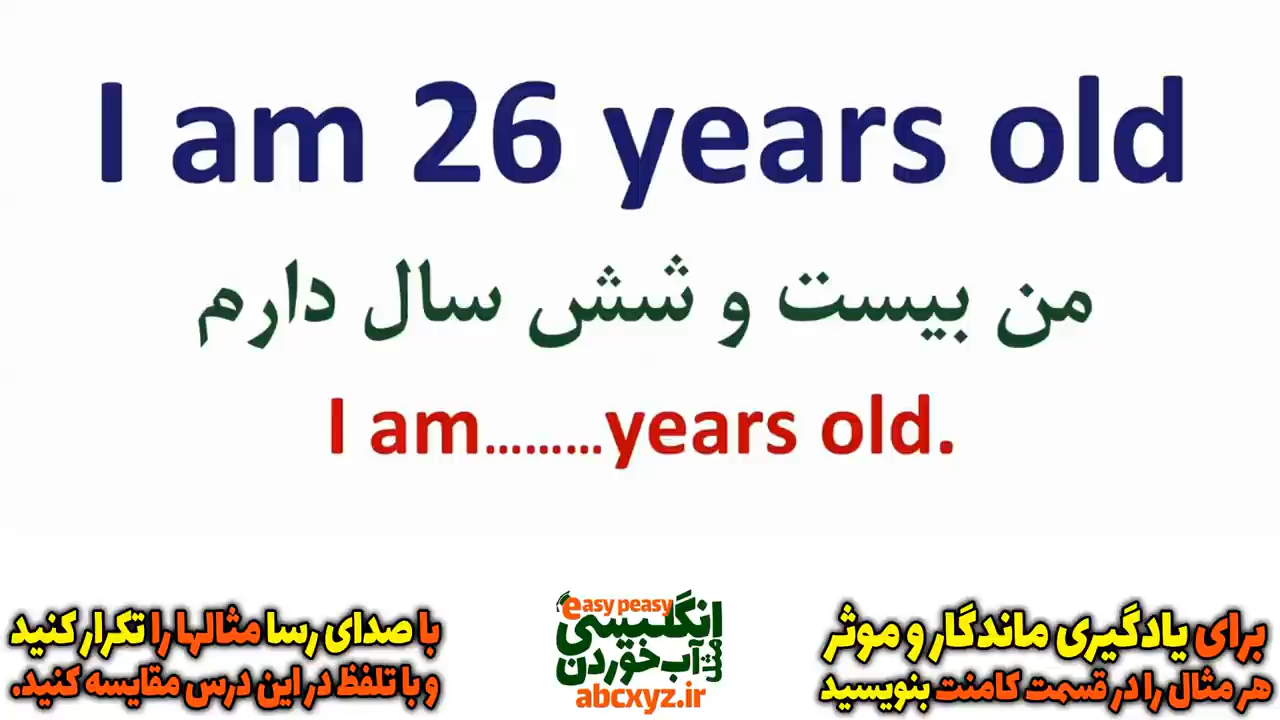 I am 26 years old
من بیست و شش سال دارم
I am.........years old.
برای یادگیری ماندگار و موثر
هر مثال را در قسمت کامنت بنویسید
easy peasy
انگلیسی
مثل
آب خوردن
abcxyz.ir
با صدای رسا مثالها را تکرار کنید
و با تلفظ در این درس مقایسه کنید.